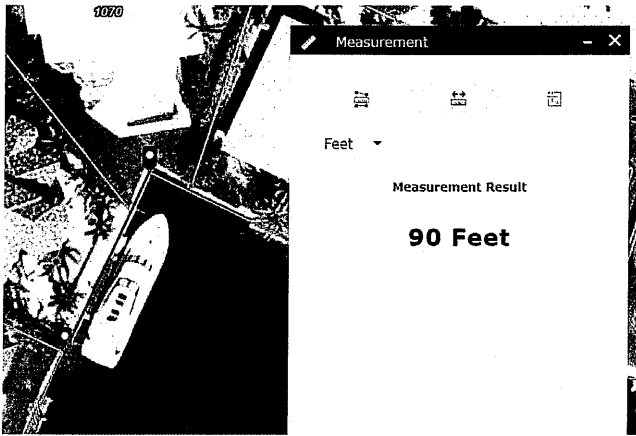 1070
Measurement
Feet
Measurement Result
90 Feet